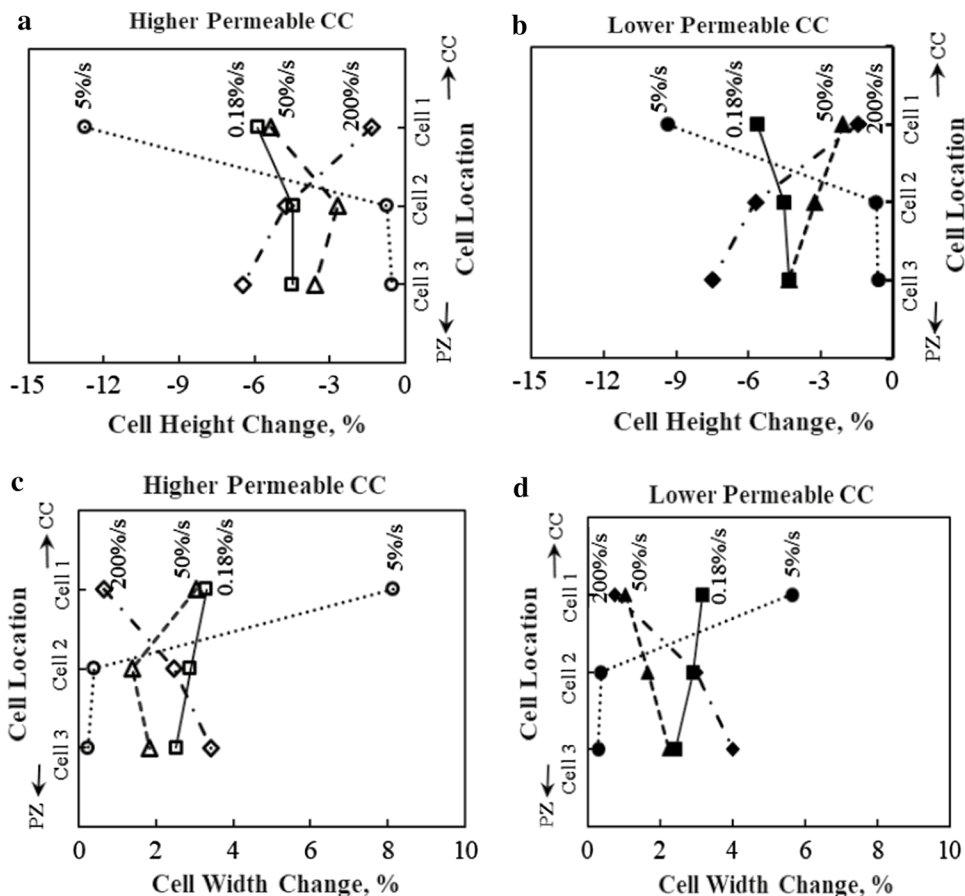 a
Higher Permeable CC
5%/s
0.18%/s
50%/s
200%/s
CC
Cell 1
Cell 2
Cell 3
Cell Location
PZ
-15 -12 -9 -6 -3 0
Cell Height Change, %
b
Lower Permeable CC
5%/s
0.18%/s
50%/s
200%/s
CC
Cell 1
Cell 2
Cell 3
Cell Location
PZ
-15 -12 -9 -6 -3 0
Cell Height Change, %
c
Higher Permeable CC
CC
Cell Location
PZ
Cell 1
Cell 2
Cell 3
200%/s
50%/s
0.18%/s
5%/s
0 2 4 6 8 10
Cell Width Change, %
d
Lower Permeable CC
CC
Cell Location
PZ
Cell 1
Cell 2
Cell 3
200%/s
50%/s
0.18%/s
5%/s
0 2 4 6 8 10
Cell Width Change, %